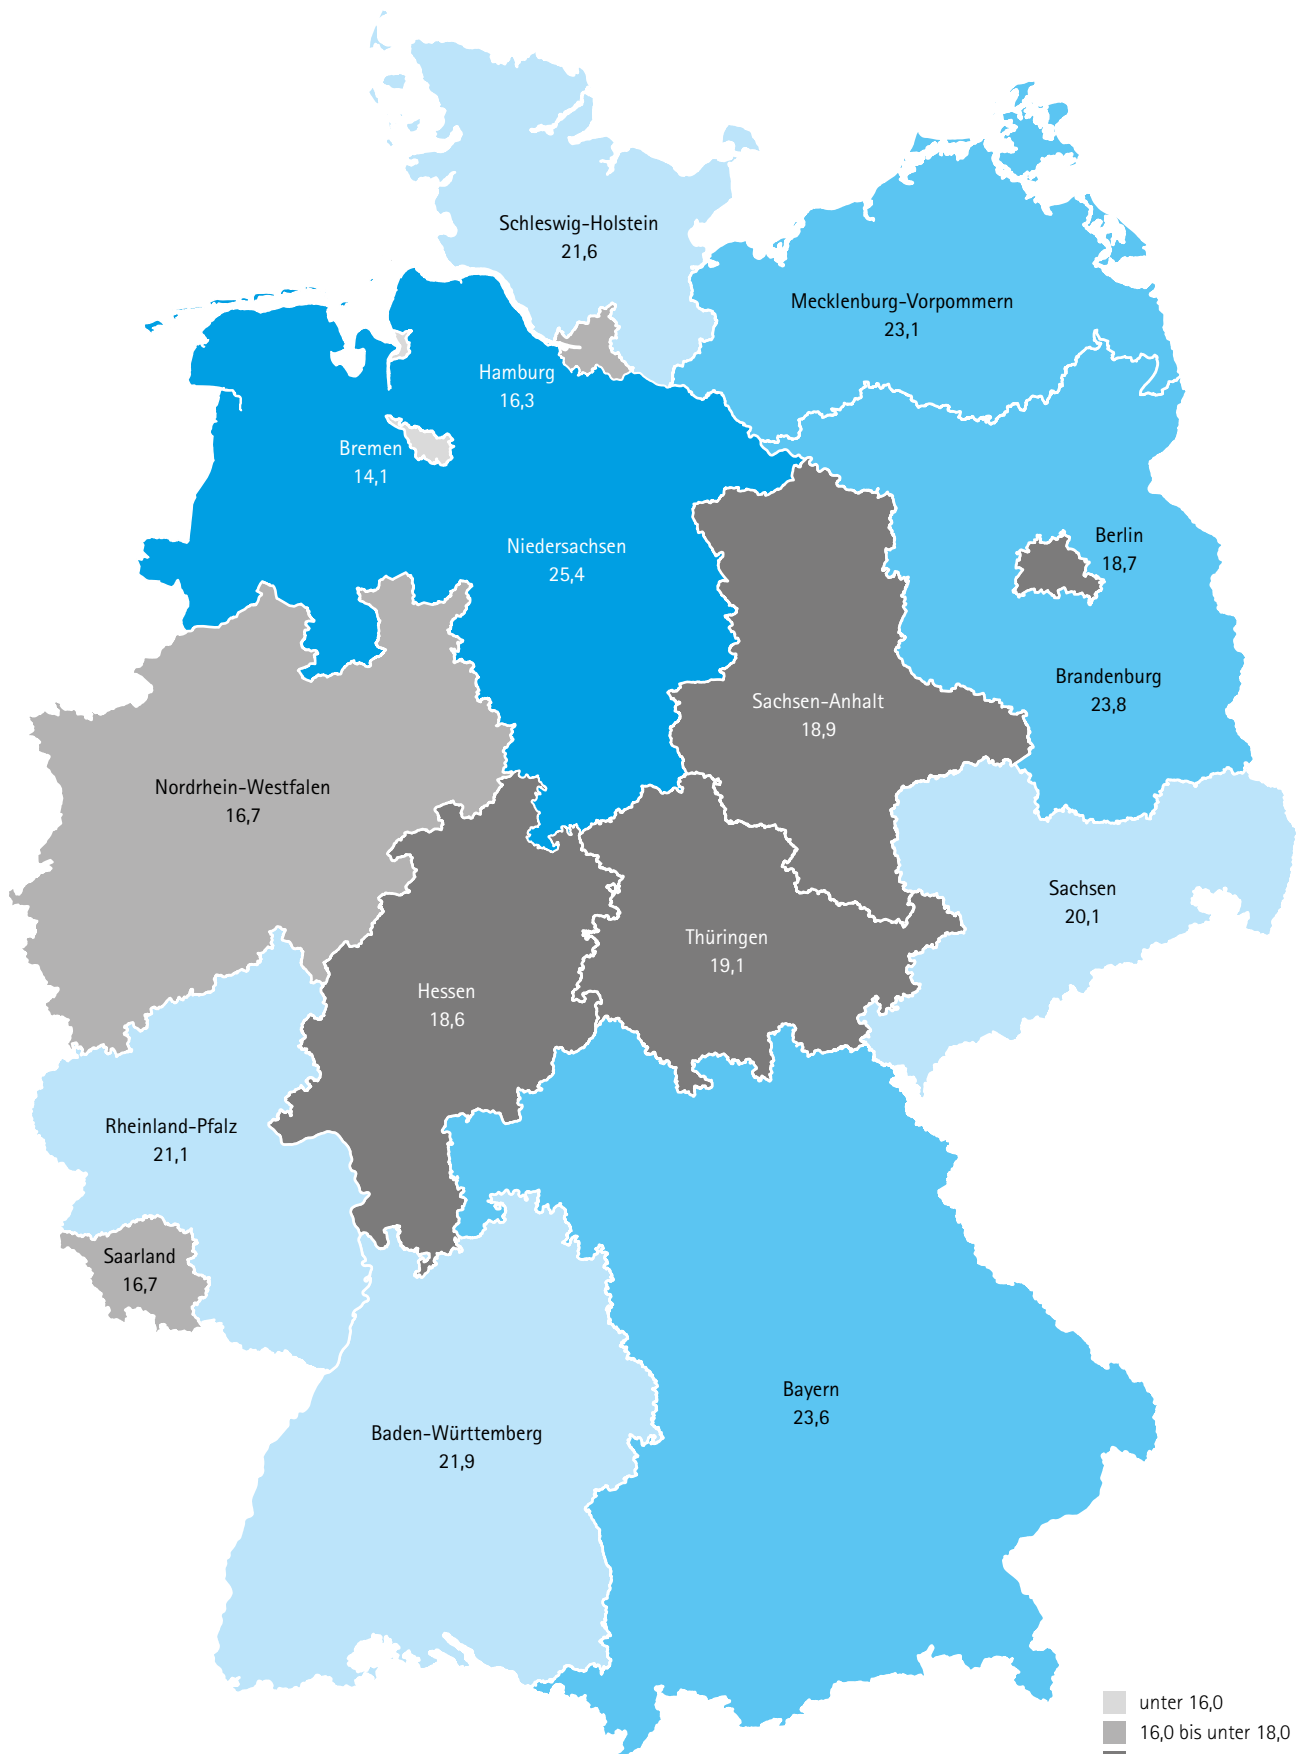 Schleswig-Holstein
21,6
Mecklenburg-Vorpommern
23,1
Hamburg
16,3
Bremen
14,1
Niedersachsen
25,4
Berlin
18,7
Brandenburg
23,8
Sachsen-Anhalt
18,9
Nordrhein-Westfalen
16,7
Sachsen
20,1
Thüringen
19,1
Hessen
18,6
Rheinland-Pfalz
21,1
Saarland
16,7
Bayern
23,6
Baden-Württemberg
21,9
unter 16,0
16,0 bis unter 18,0